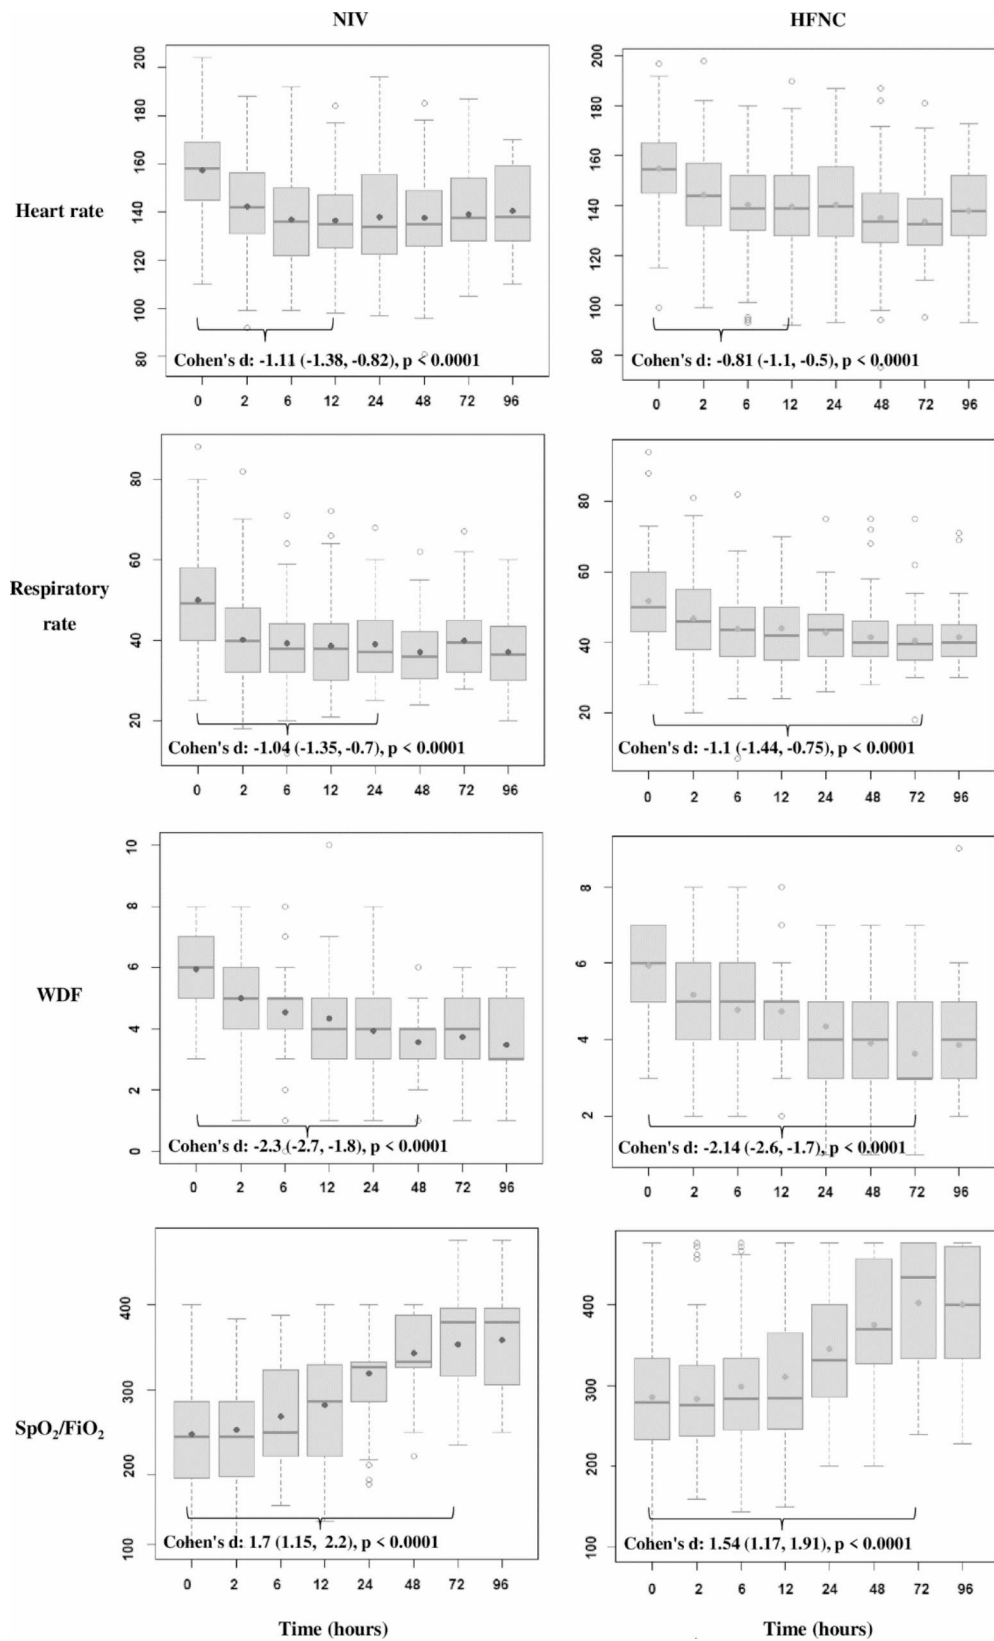 NIV HFNC
Heart rate
200
180
160
140
120
100
80
Cohen's d: -1.11 (-1.38, -0.82), p < 0.0001
0 2 6 12 24 48 72 96
200
180
160
140
120
100
80
Cohen's d: -0.81 (-1.1, -0.5), p < 0.0001
0 2 6 12 24 48 72 96
Respiratory
rate
80
60
40
20
Cohen's d: -1.04 (-1.35, -0.7), p < 0.0001
0 2 6 12 24 48 72 96
80
60
40
20
Cohen's d: -1.1 (-1.44, -0.75), p < 0.0001
0 2 6 12 24 48 72 96
WDF
10
8
6
4
2
0
Cohen's d: -2.3 (-2.7, -1.8), p < 0.0001
0 2 6 12 24 48 72 96
8
6
4
2
Cohen's d: -2.14 (-2.6, -1.7), p < 0.0001
0 2 6 12 24 48 72 96
SpO₂/FiO₂
400
300
200
100
Cohen's d: 1.7 (1.15, 2.2), p < 0.0001
0 2 6 12 24 48 72 96
400
300
200
100
Cohen's d: 1.54 (1.17, 1.91), p < 0.0001
0 2 6 12 24 48 72 96
Time (hours) Time (hours)